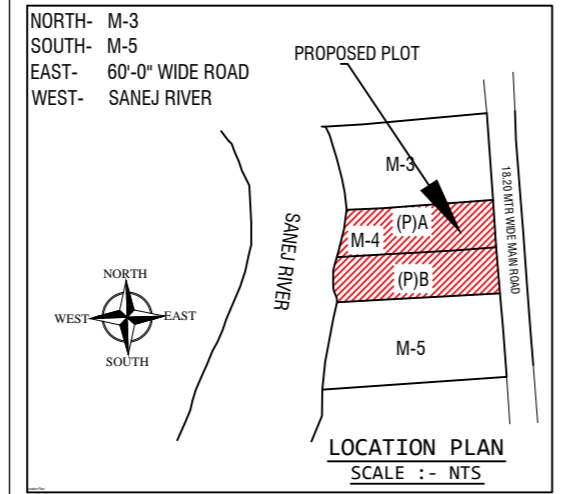 NORTH- M-3
SOUTH- M-5
EAST- 60'-0" WIDE ROAD
WEST- SANEJ RIVER
PROPOSED PLOT
M-3
(P)A
M-4
(P)B
M-5
SANEJ RIVER
18.20 MTR WIDE MAIN ROAD
NORTH
WEST
EAST
SOUTH
LOCATION PLAN
SCALE :- NTS